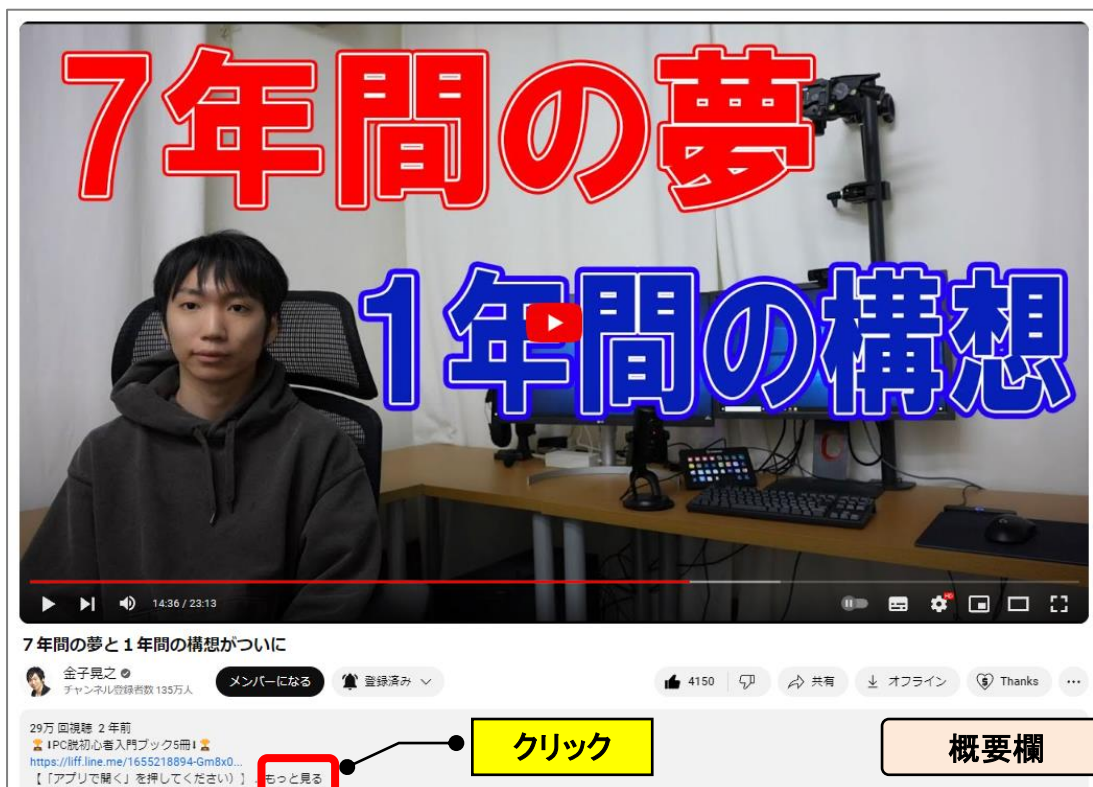 7年間の夢
1年間の構想
14:36 / 23:13
HD
７年間の夢と１年間の構想がついに
金子晃之
チャンネル登録者数 135万人
メンバーになる
登録済み
4150
共有
オフライン
Thanks
29万 回視聴 2 年前
🏆!PC脱初心者入門ブック5冊!🏆
https://liff.line.me/1655218894-Gm8x0...
【「アプリで開く」を押してください）】 ...もっと見る
クリック
概要欄